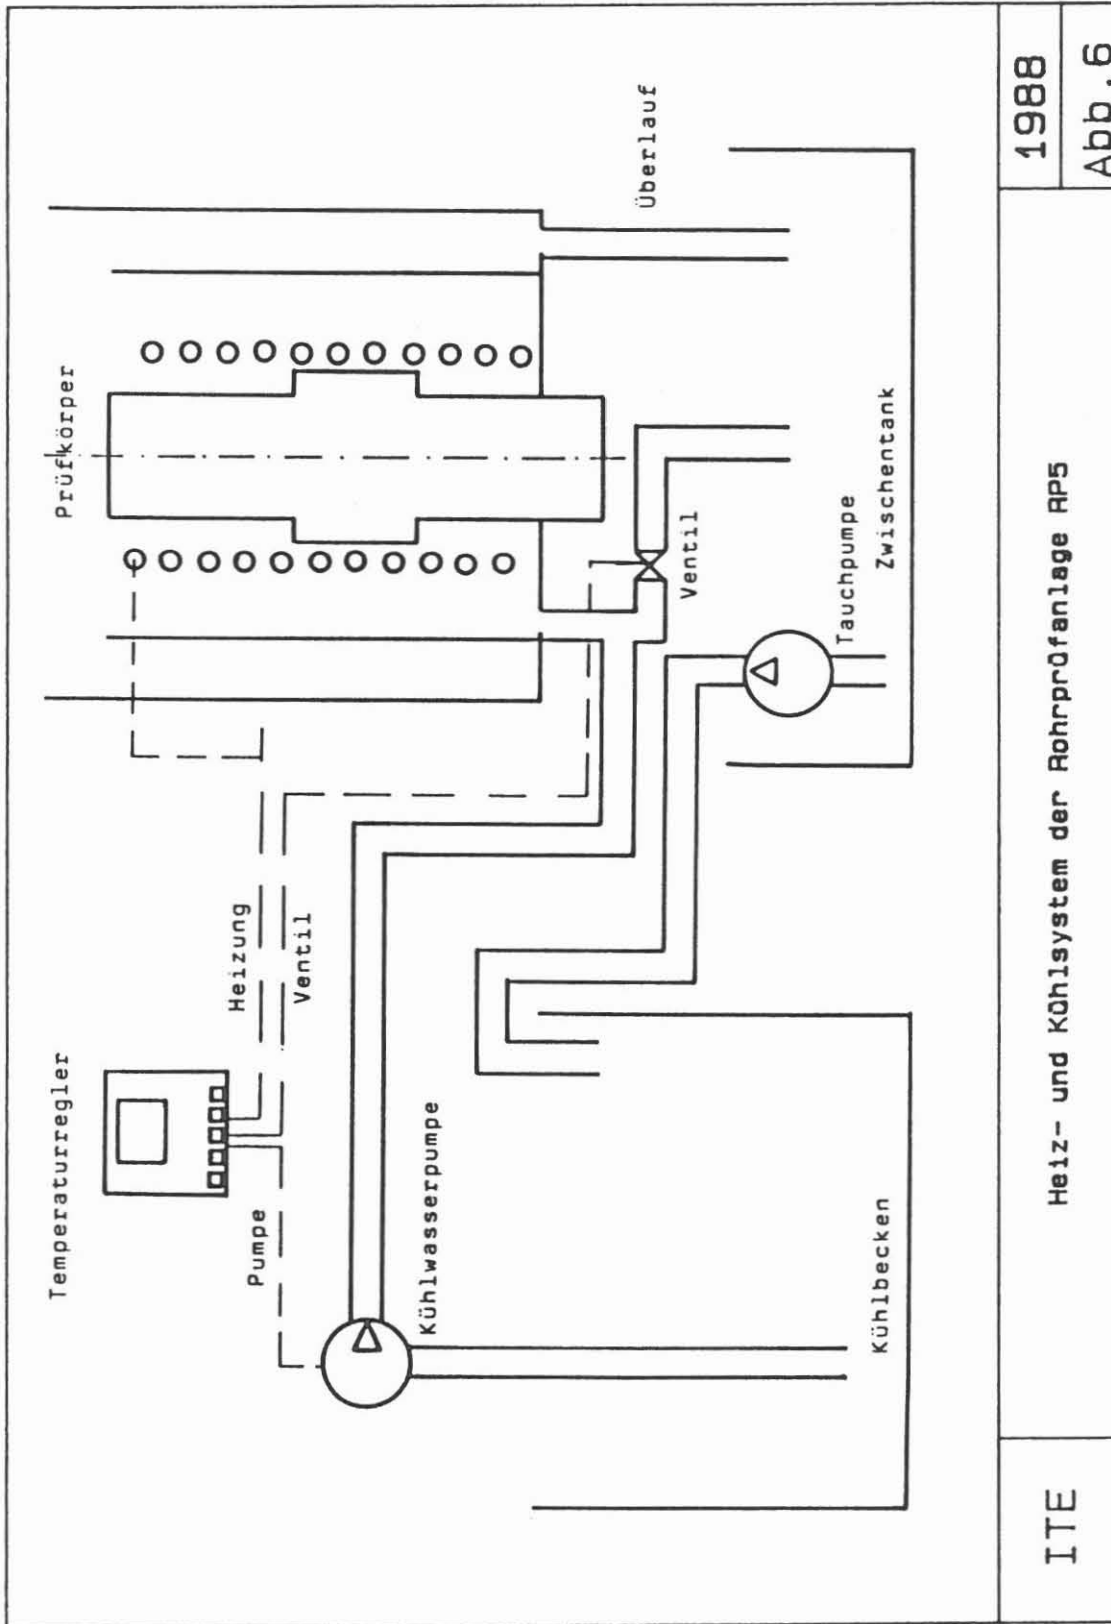 Temperaturregler
Prüfkörper
Heizung
Pumpe
Ventil
Kühlwasserpumpe
Überlauf
Ventil
Tauchpumpe
Kühlbecken
Zwischentank
ITE
Heiz- und Kühlsystem der Rohrprüfanlage RP5
1988
Abb.6